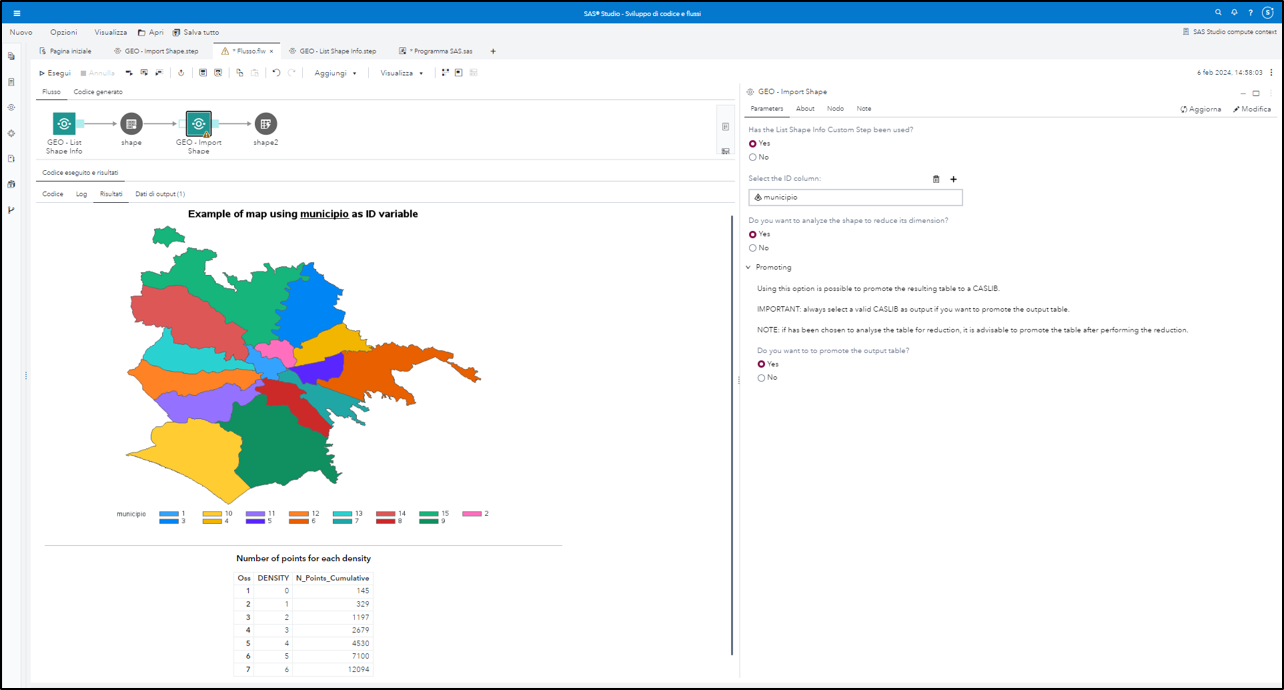 SAS® Studio - Sviluppo di codice e flussi
Nuovo Opzioni Visualizza Apri Salva tutto SAS Studio compute context
Pagina iniziale GEO - Import Shape.step * Flusso.flw × GEO - List Shape Info.step * Programma SAS.sas +
Esegui Annulla Aggiungi Visualizza 6 feb 2024, 14:58:03
Flusso Codice generato
GEO - List Shape Info
shape
GEO - Import Shape
shape2
Codice eseguito e risultati
Codice Log Risultati Dati di output (1)
Example of map using municipio as ID variable
municipio 1 10 11 12 13 14 15 2
3 4 5 6 7 8 9
Number of points for each density
Oss DENSITY N_Points_Cumulative
1 0 145
2 1 329
3 2 1197
4 3 2679
5 4 4530
6 5 7100
7 6 12094
GEO - Import Shape
Parameters About Nodo Note
Aggiorna Modifica
Has the List Shape Info Custom Step been used?
Yes
No
Select the ID column:
municipio
Do you want to analyze the shape to reduce its dimension?
Yes
No
Promoting
Using this option is possible to promote the resulting table to a CASLIB.
IMPORTANT: always select a valid CASLIB as output if you want to promote the output table.
NOTE: if has been chosen to analyse the table for reduction, it is advisable to promote the table after performing the reduction.
Do you want to to promote the output table?
Yes
No